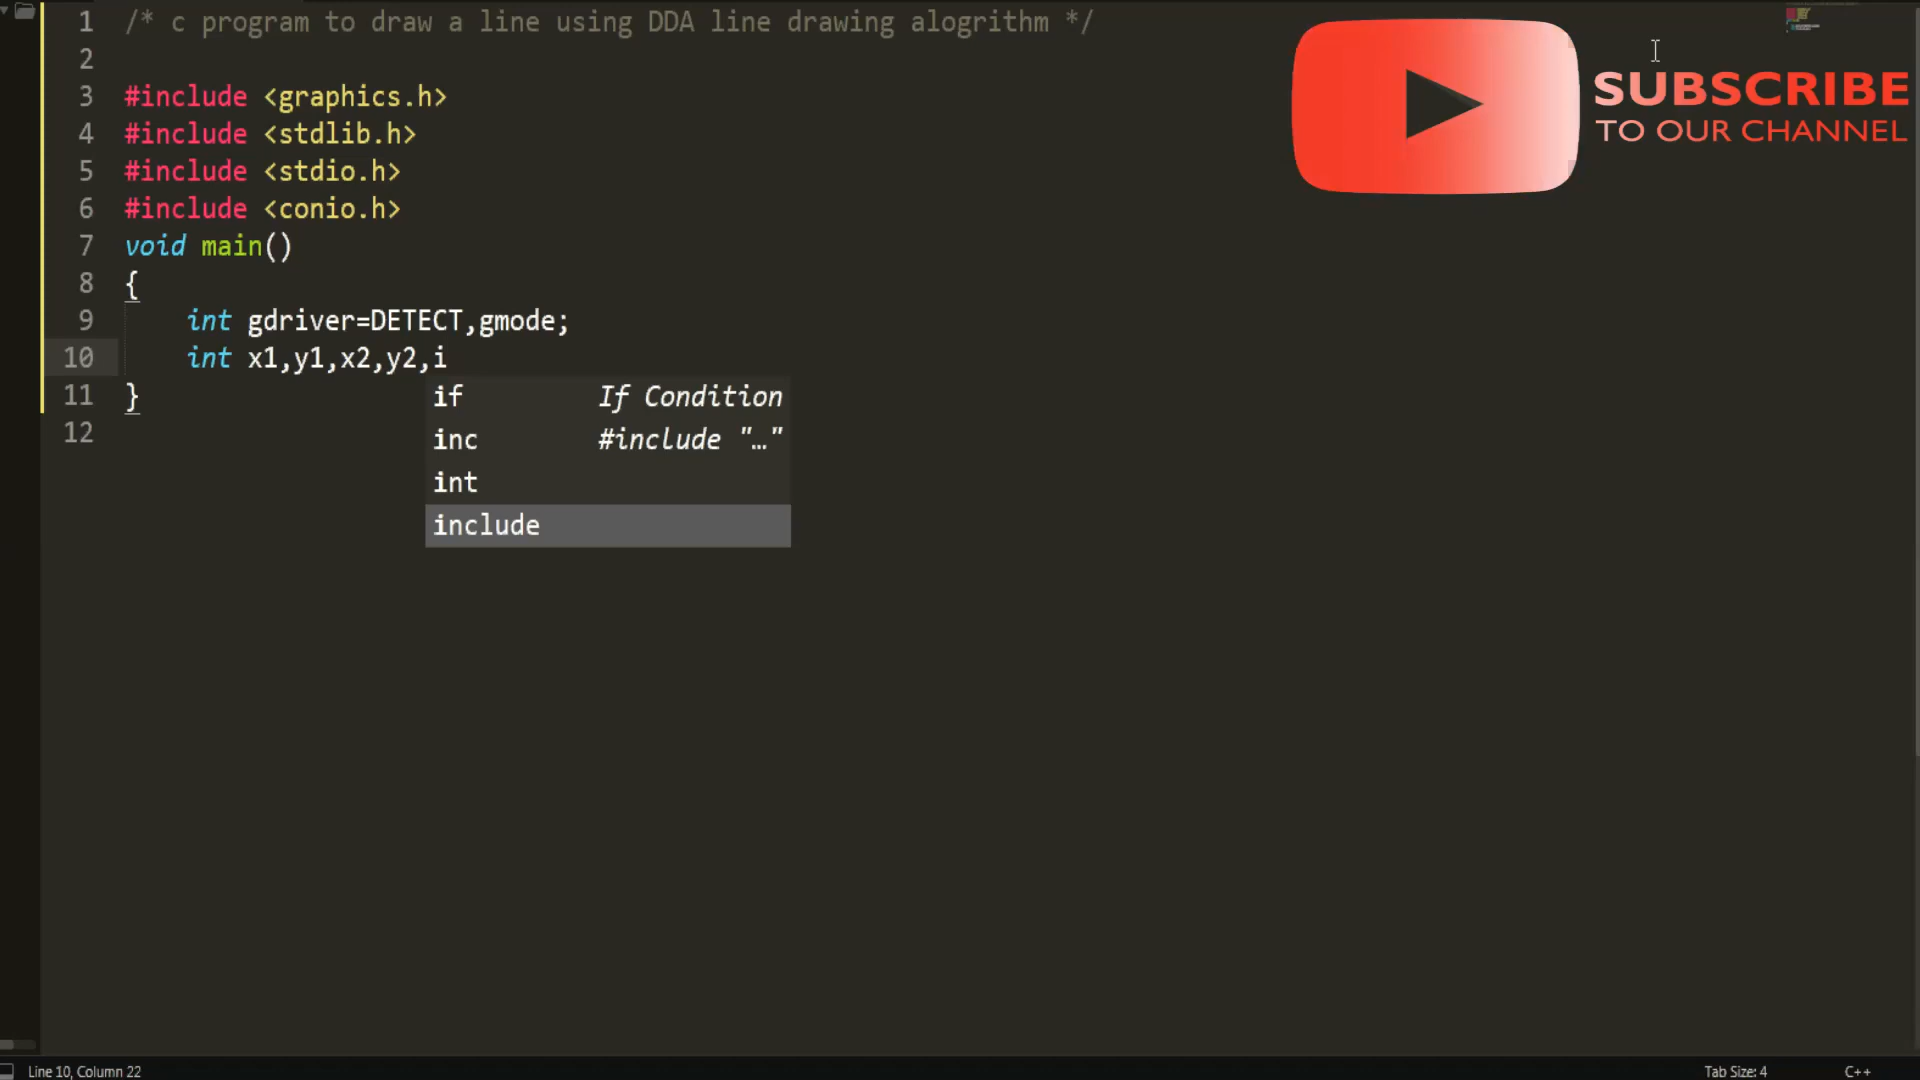 1 /* c program to draw a line using DDA line drawing alogrithm */
2
3 #include <graphics.h>
4 #include <stdlib.h>
5 #include <stdio.h>
6 #include <conio.h>
7 void main()
8 {
9 int gdriver=DETECT,gmode;
10 int x1,y1,x2,y2,i
11 }
12
if If Condition
inc #include "…"
int
include
SUBSCRIBE
TO OUR CHANNEL
Line 10, Column 22
Tab Size: 4
C++